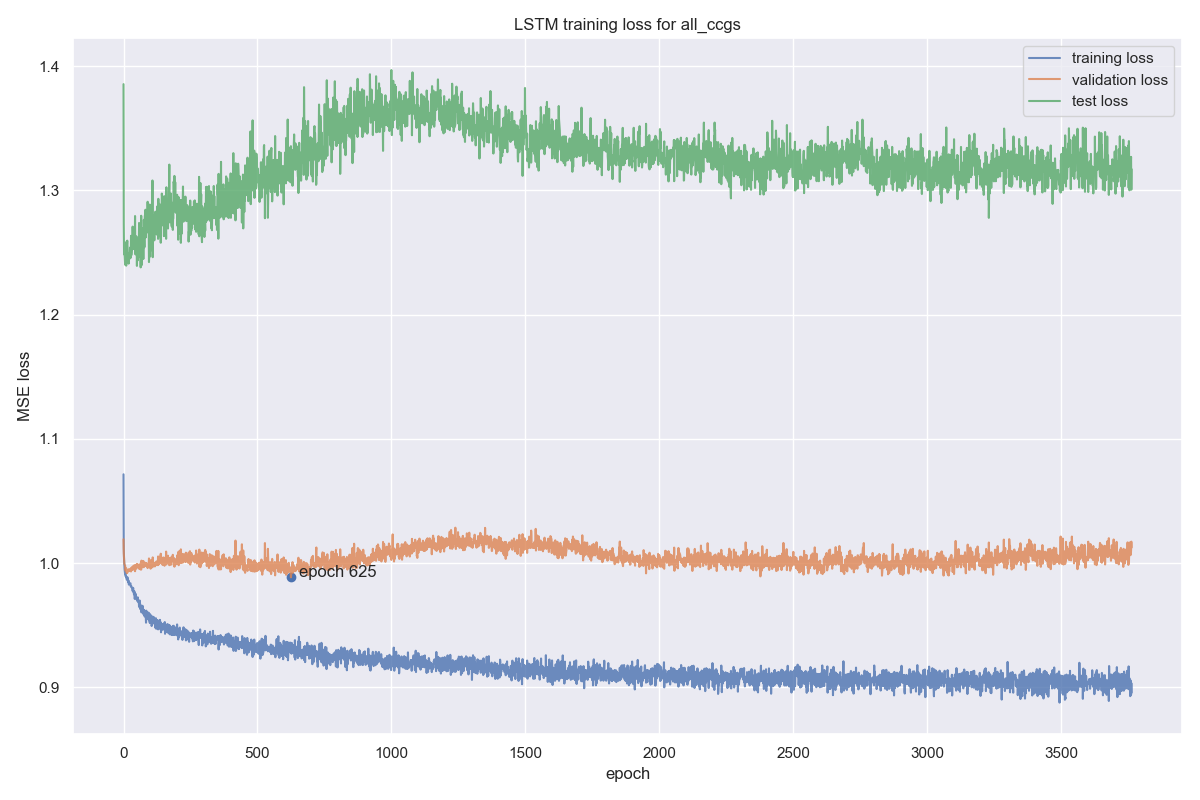 LSTM training loss for all_ccgs
training loss
validation loss
test loss
1.4
1.3
1.2
1.1
1.0
0.9
MSE loss
epoch 625
0
500
1000
1500
2000
2500
3000
3500
epoch